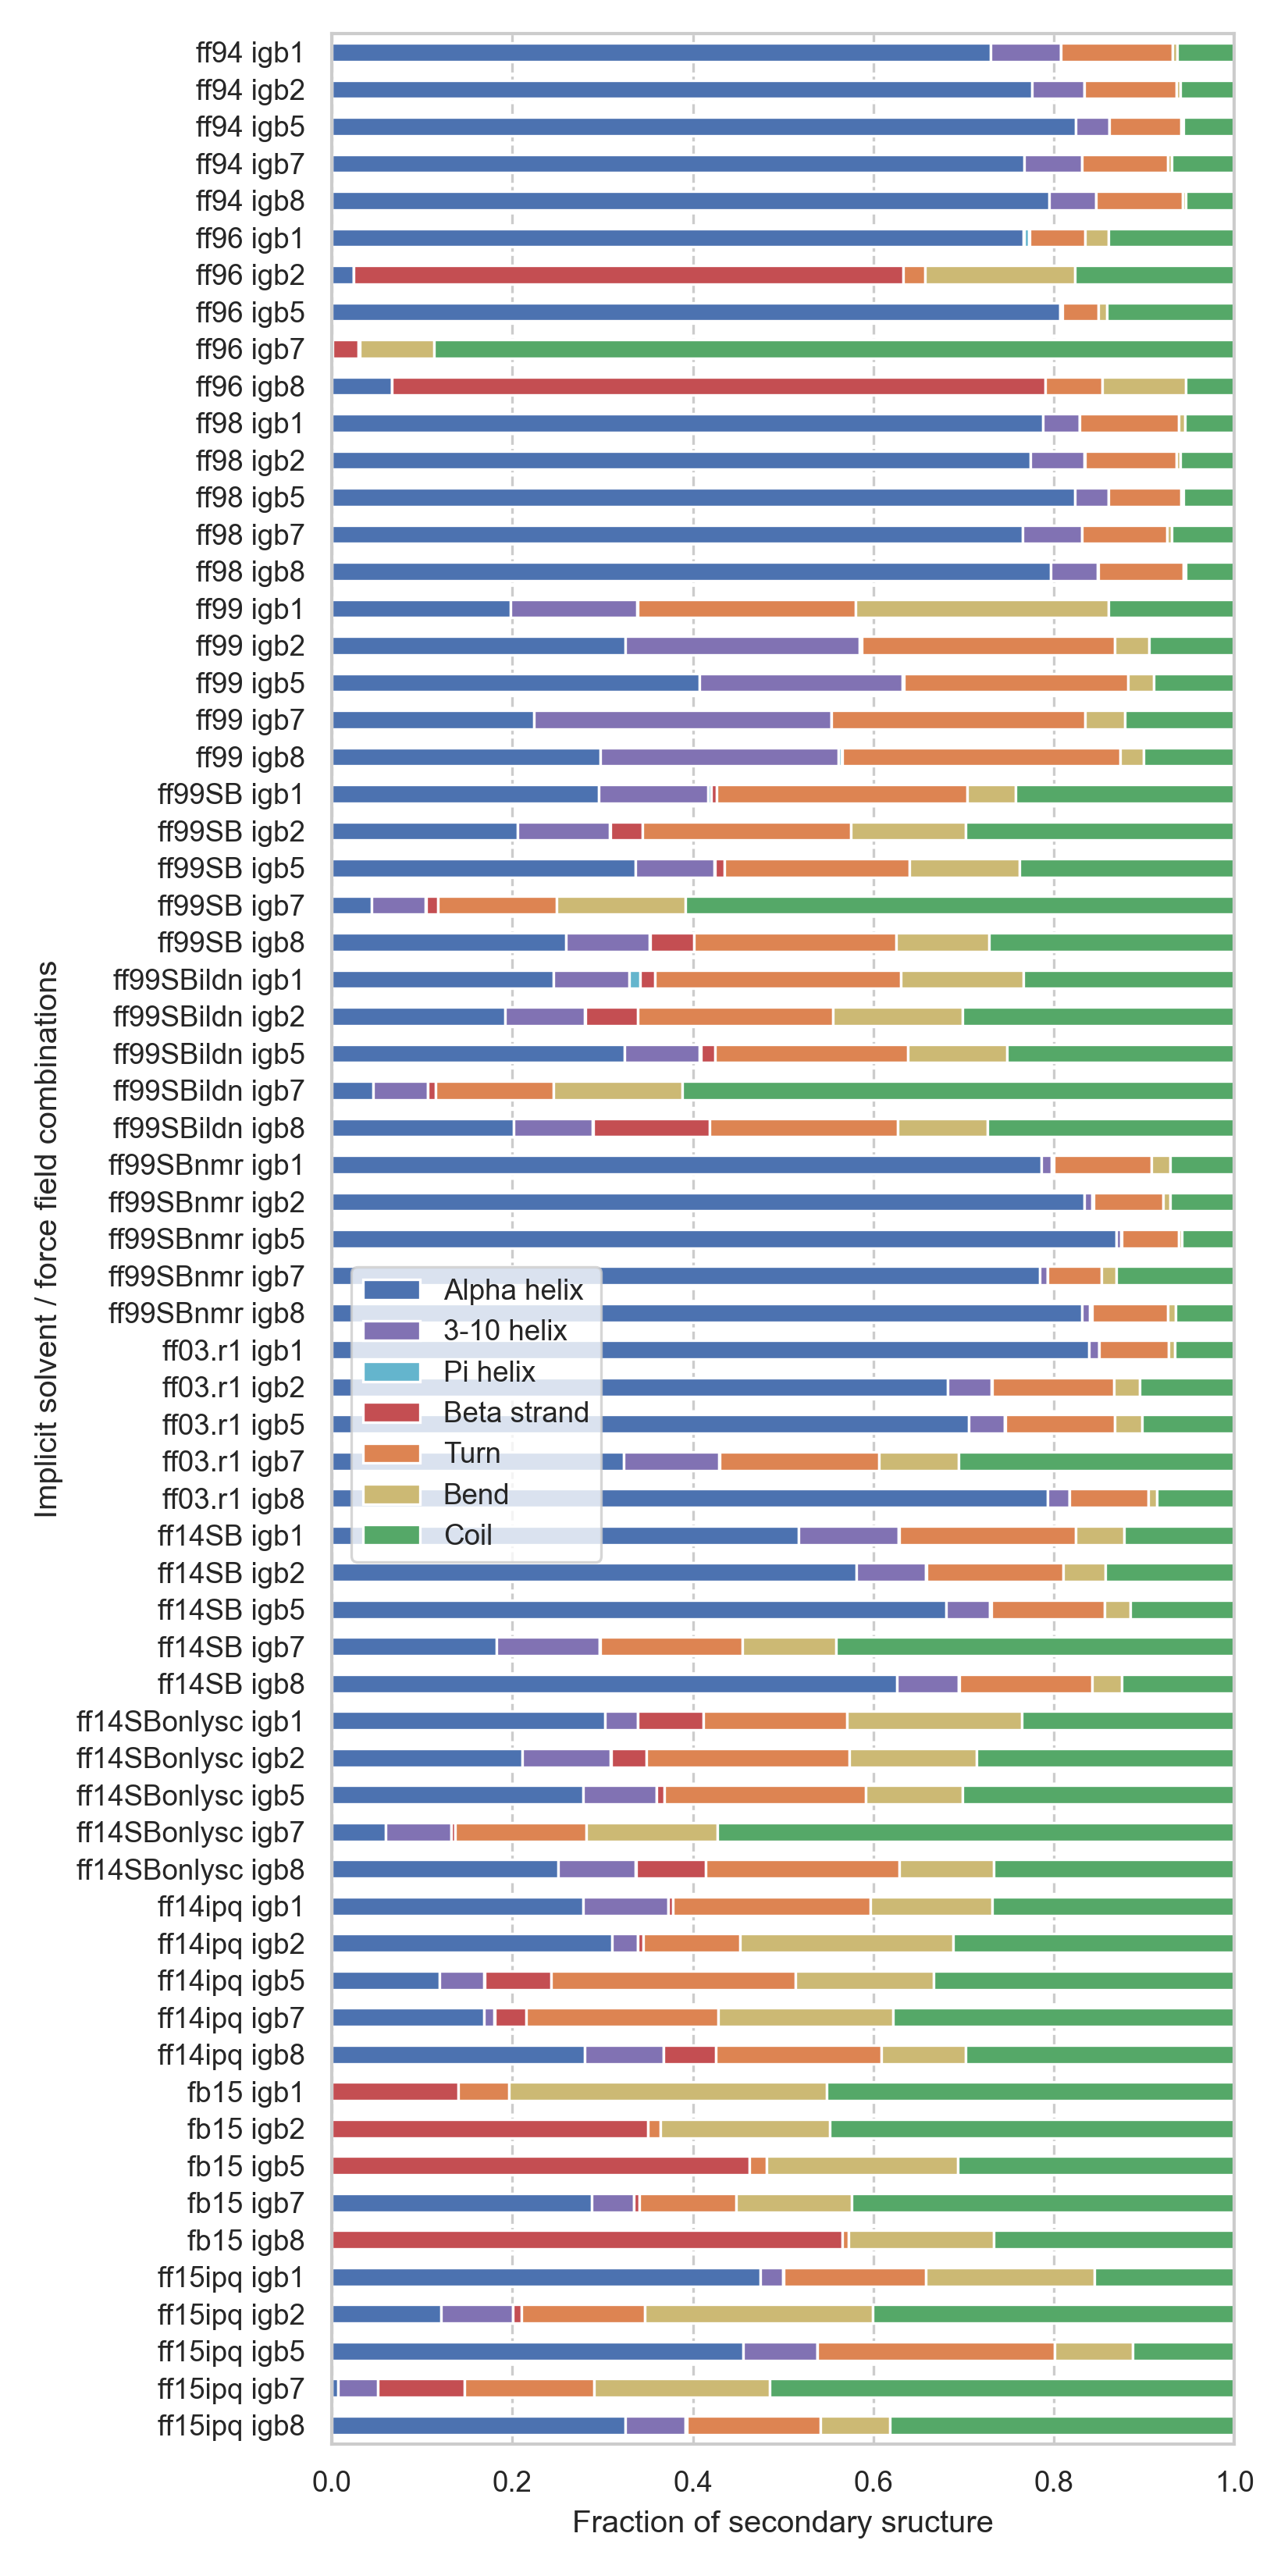 ff94 igb1
ff94 igb2
ff94 igb5
ff94 igb7
ff94 igb8
ff96 igb1
ff96 igb2
ff96 igb5
ff96 igb7
ff96 igb8
ff98 igb1
ff98 igb2
ff98 igb5
ff98 igb7
ff98 igb8
ff99 igb1
ff99 igb2
ff99 igb5
ff99 igb7
ff99 igb8
ff99SB igb1
ff99SB igb2
ff99SB igb5
ff99SB igb7
ff99SB igb8
ff99SBildn igb1
ff99SBildn igb2
ff99SBildn igb5
ff99SBildn igb7
ff99SBildn igb8
ff99SBnmr igb1
ff99SBnmr igb2
ff99SBnmr igb5
ff99SBnmr igb7
ff99SBnmr igb8
ff03.r1 igb1
ff03.r1 igb2
ff03.r1 igb5
ff03.r1 igb7
ff03.r1 igb8
ff14SB igb1
ff14SB igb2
ff14SB igb5
ff14SB igb7
ff14SB igb8
ff14SBonlysc igb1
ff14SBonlysc igb2
ff14SBonlysc igb5
ff14SBonlysc igb7
ff14SBonlysc igb8
ff14ipq igb1
ff14ipq igb2
ff14ipq igb5
ff14ipq igb7
ff14ipq igb8
fb15 igb1
fb15 igb2
fb15 igb5
fb15 igb7
fb15 igb8
ff15ipq igb1
ff15ipq igb2
ff15ipq igb5
ff15ipq igb7
ff15ipq igb8
Implicit solvent / force field combinations
Alpha helix
3-10 helix
Pi helix
Beta strand
Turn
Bend
Coil
0.0 0.2 0.4 0.6 0.8 1.0
Fraction of secondary sructure